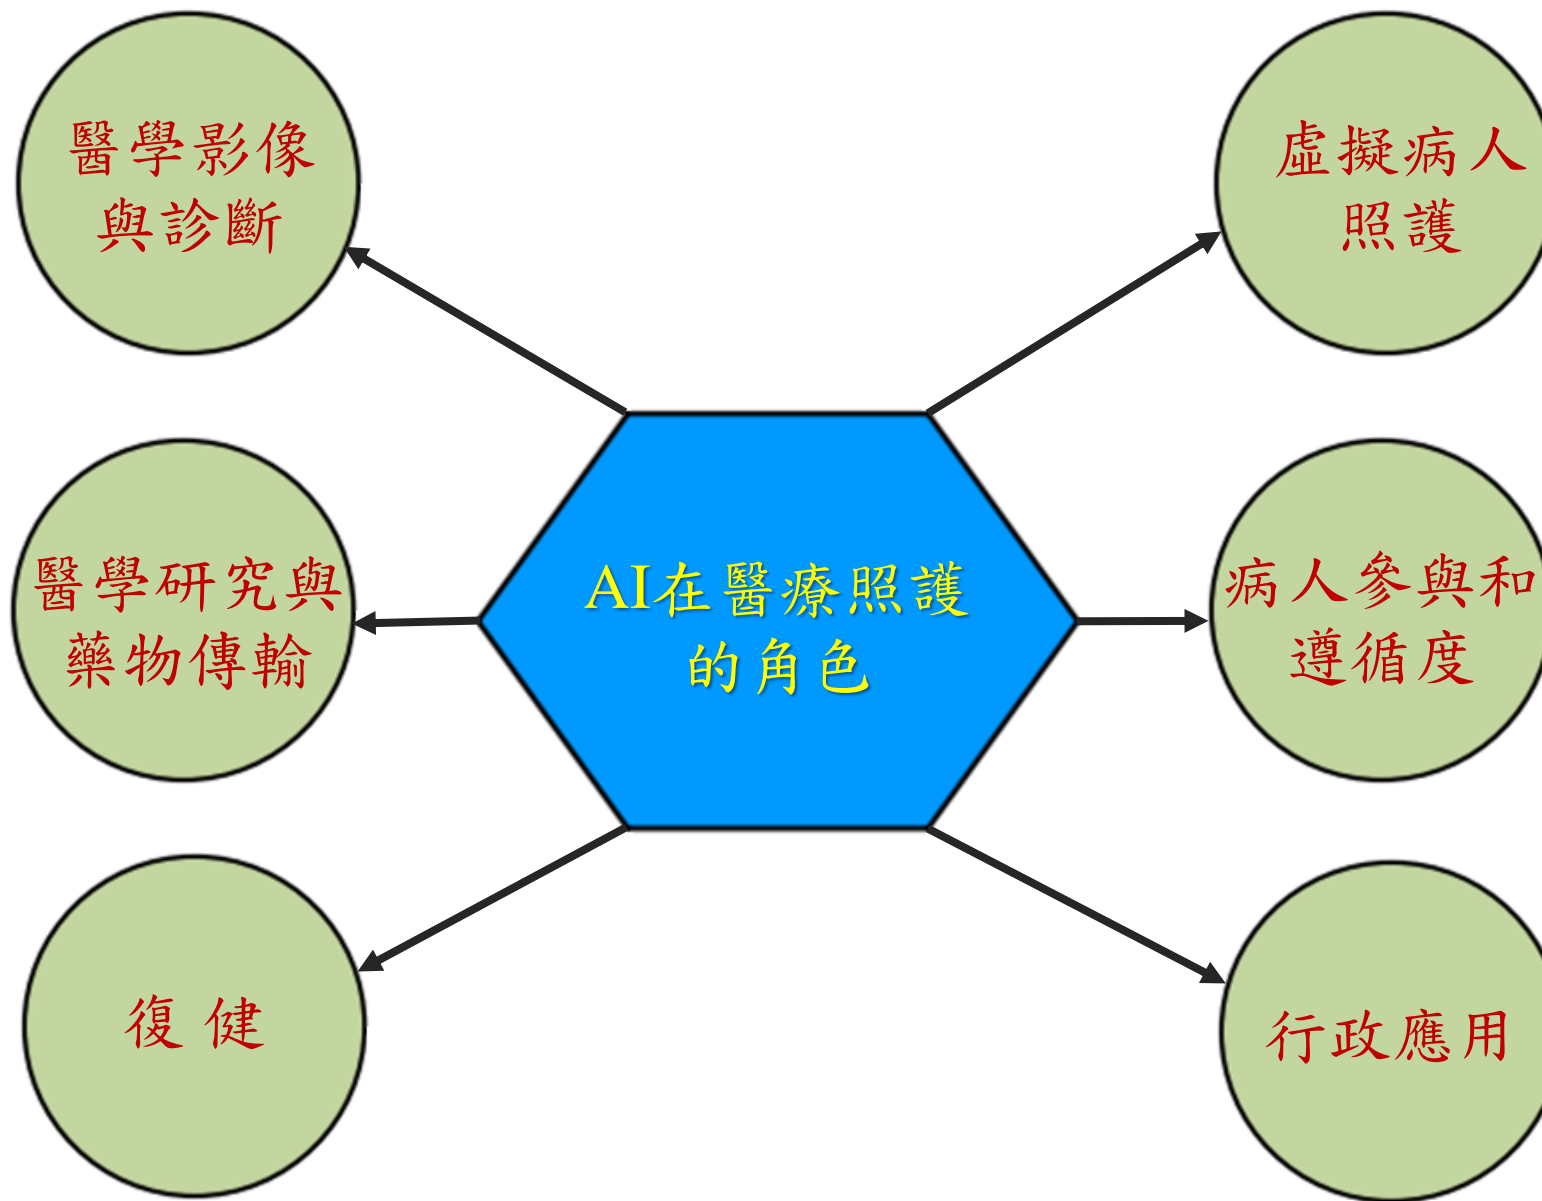 醫學影像
與診斷
虛擬病人
照護
醫學研究與
藥物傳輸
AI在醫療照護
的角色
病人參與和
遵循度
復健
行政應用